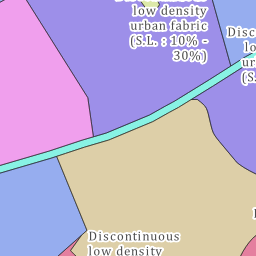 low density
urban fabric
(S.L. : 10% -
30%)
Disc
lo
ur
(S.
Discontinuous
low density